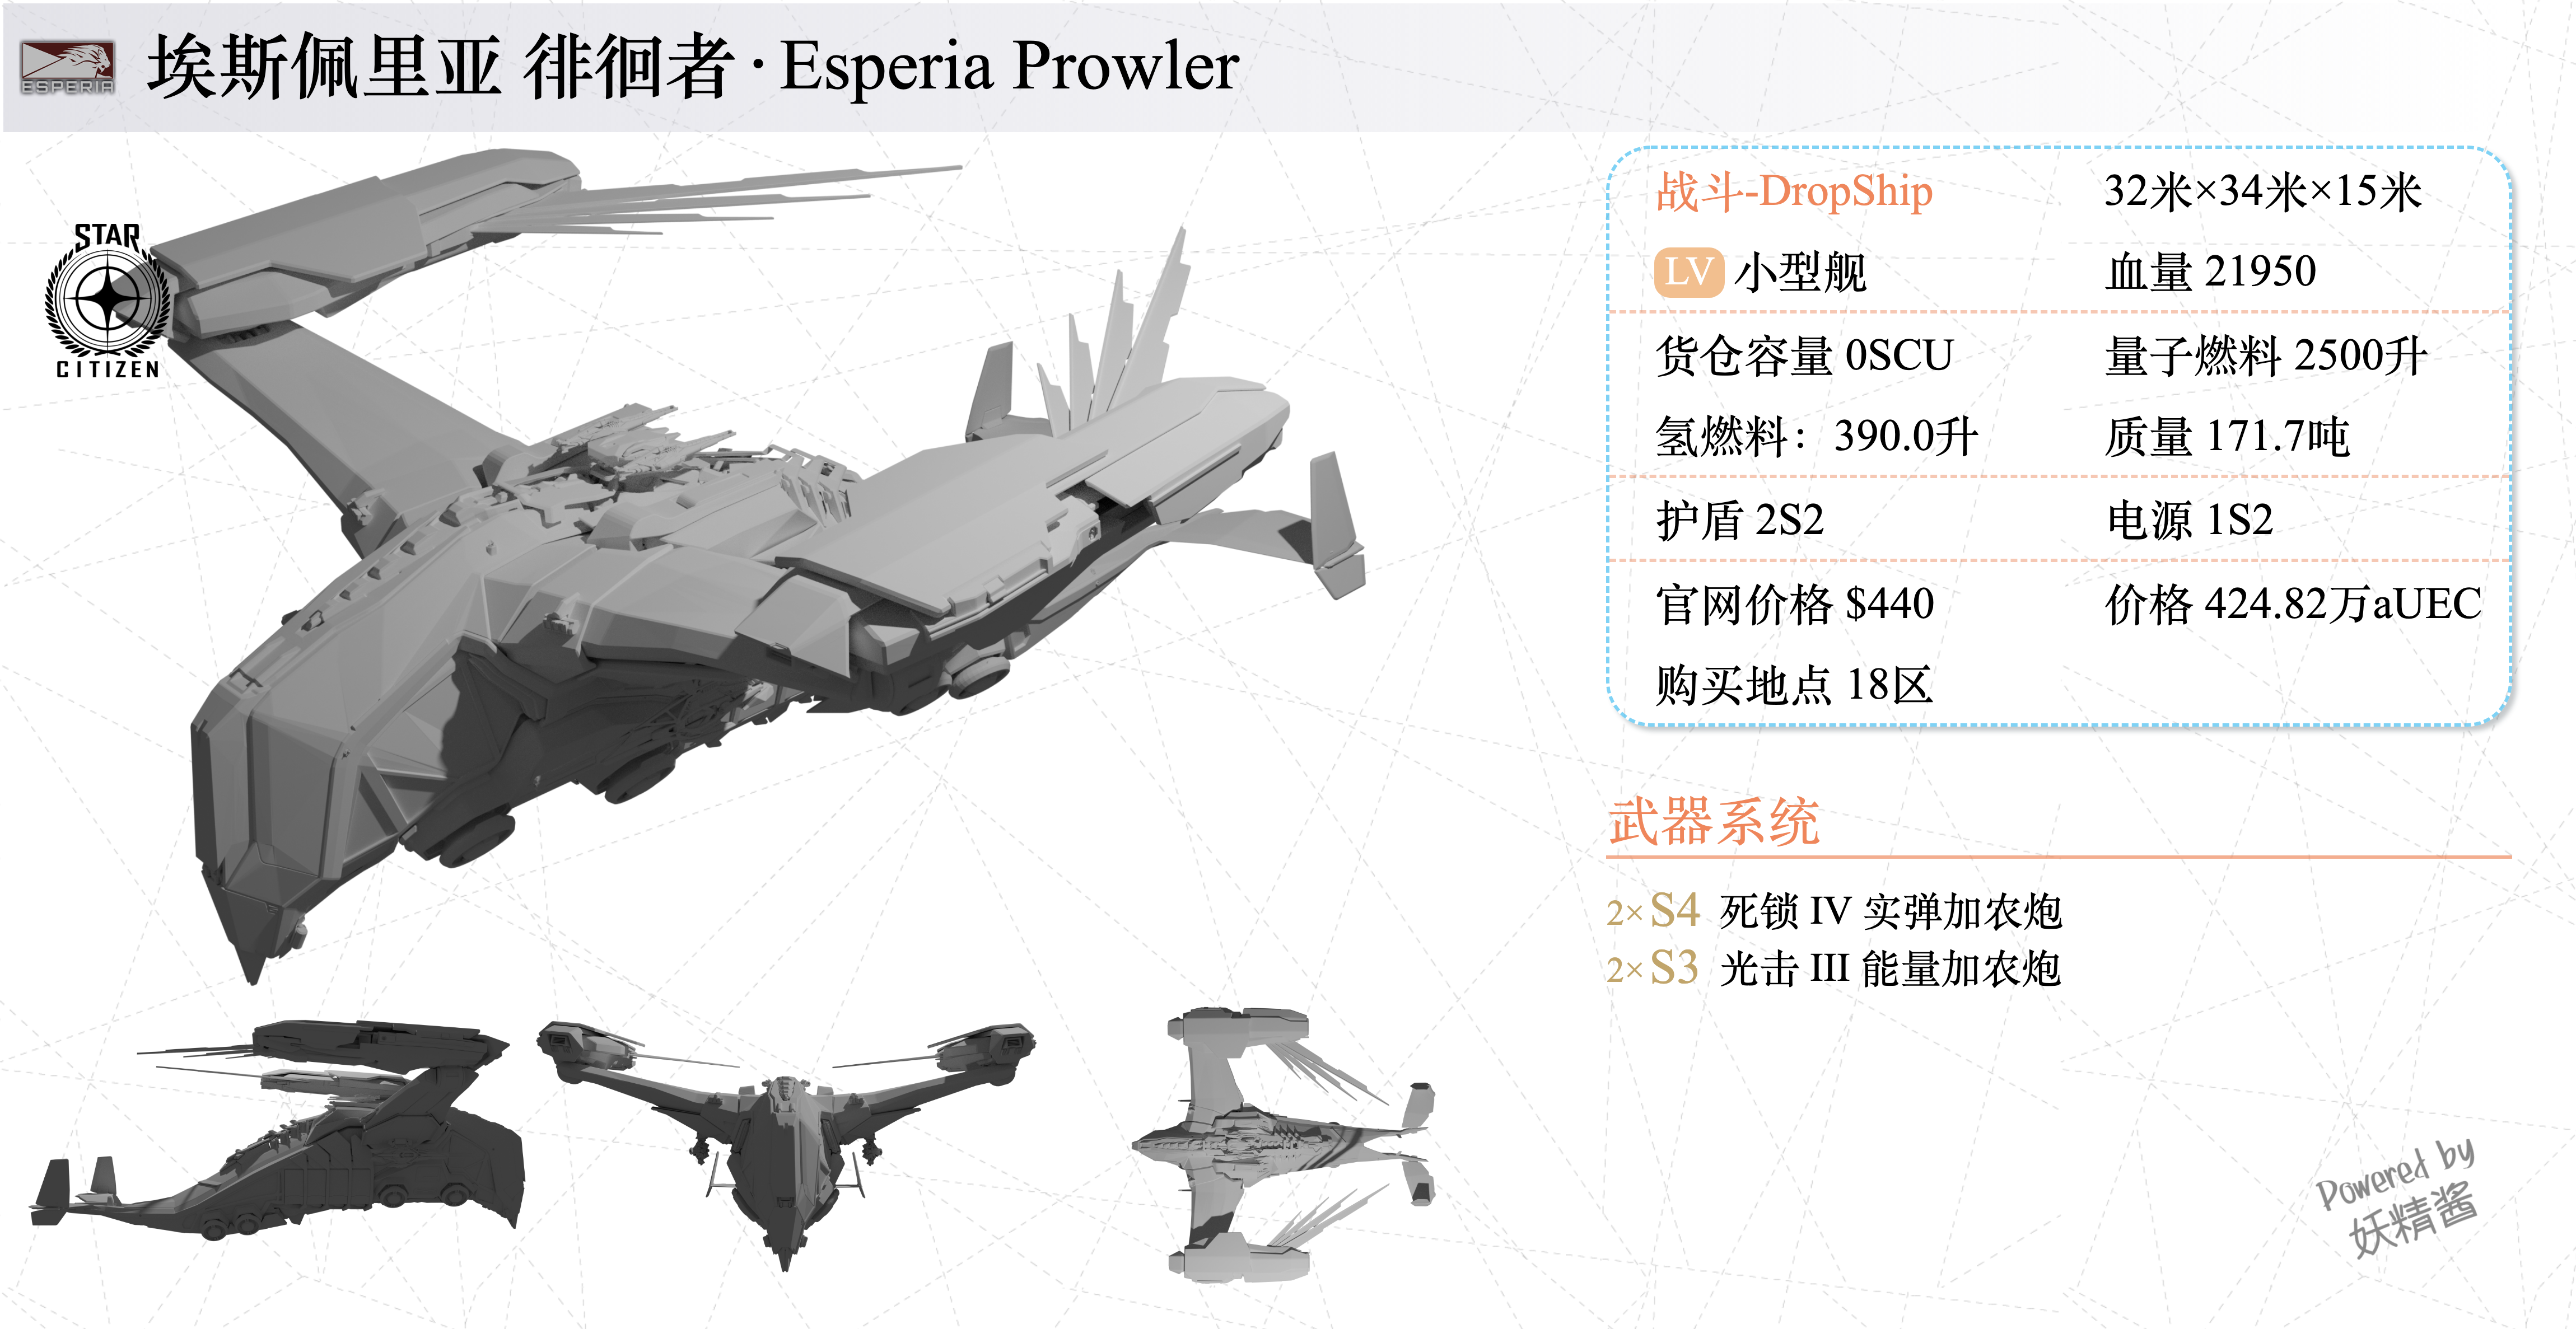 ESPERIA
埃斯佩里亚 徘徊者·Esperia Prowler
STAR
CITIZEN
战斗-DropShip 32米×34米×15米
LV 小型舰 血量 21950
货仓容量 0SCU 量子燃料 2500升
氢燃料：390.0升 质量 171.7吨
护盾 2S2 电源 1S2
官网价格 $440 价格 424.82万aUEC
购买地点 18区
武器系统
2× S4 死锁 IV 实弹加农炮
2× S3 光击 III 能量加农炮
Powered by
妖精酱